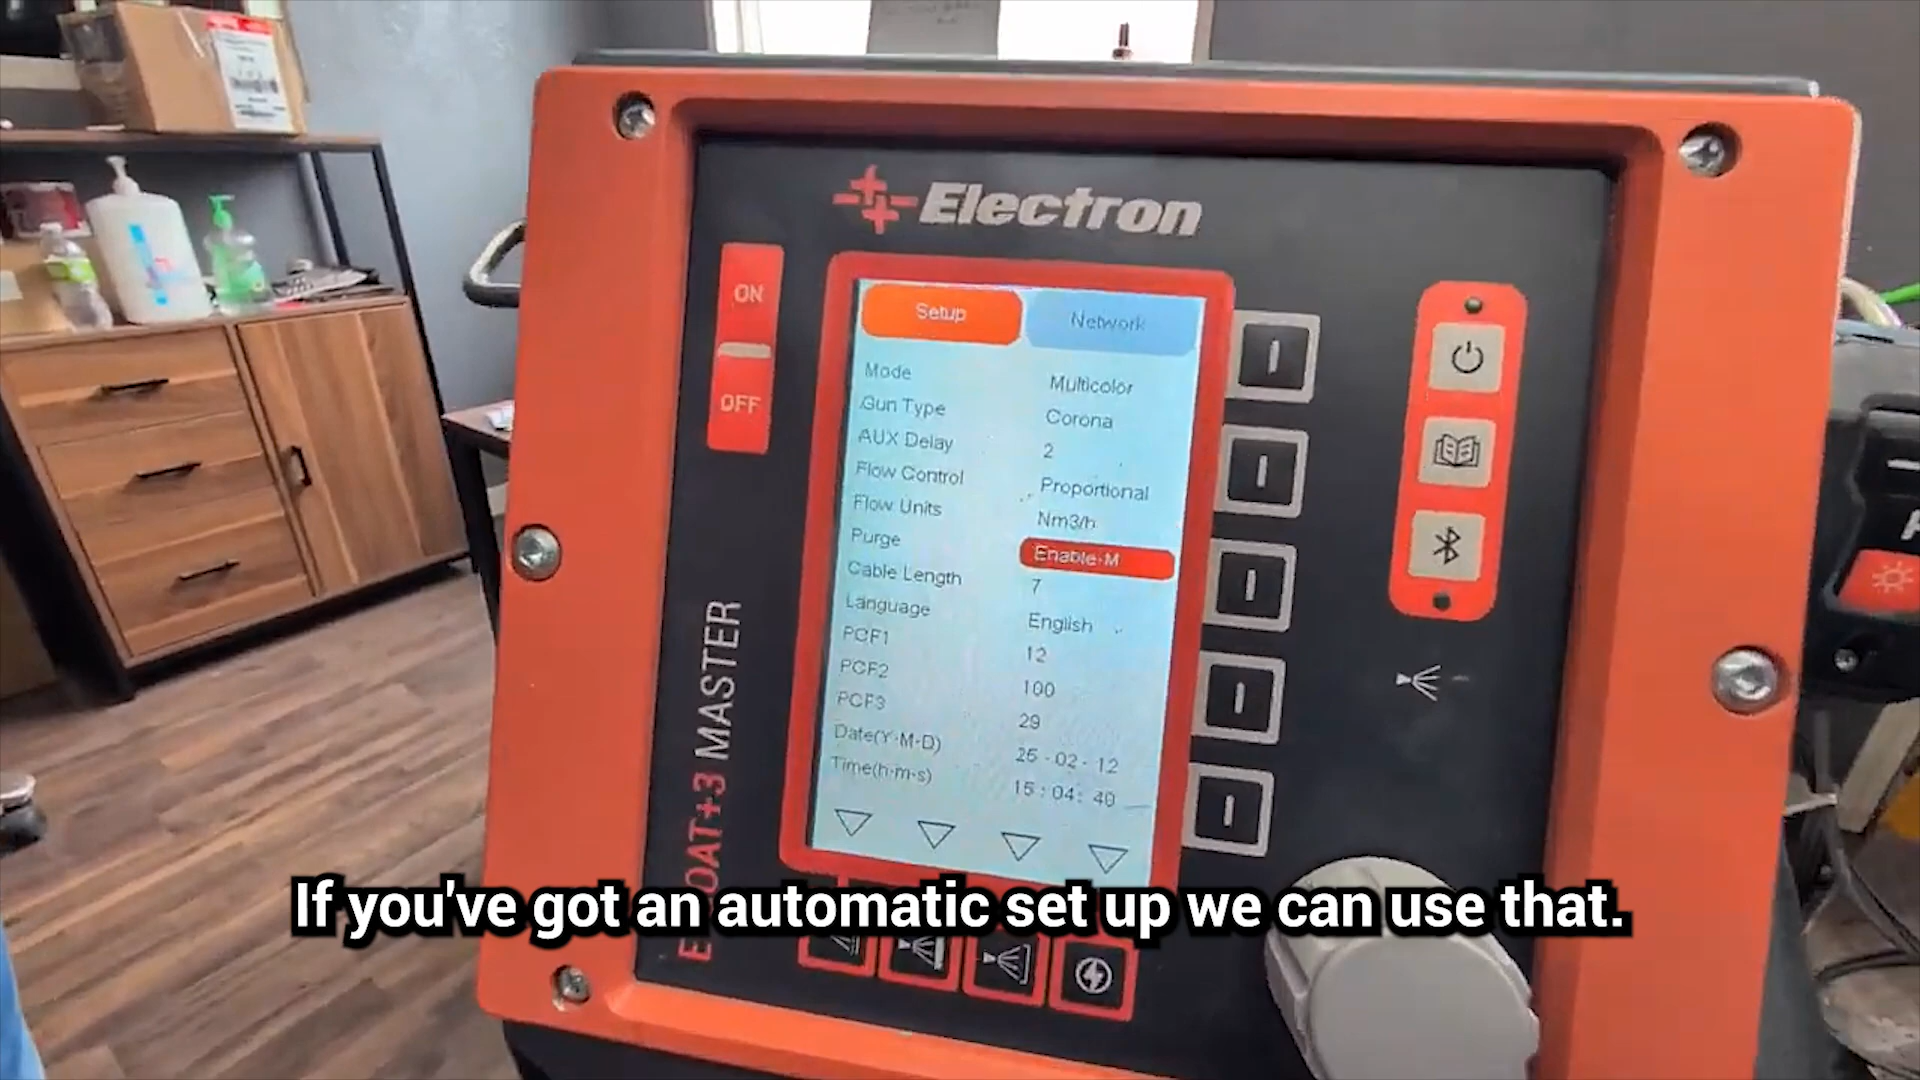 Electron
ON
OFF
Setup Network
Mode Multicolor
Gun Type Corona
AUX Delay 2
Flow Control Proportional
Flow Units Nm3/h
Purge Enable-M
Cable Length 7
Language English
PCF1 12
PCF2 100
PCF3 29
Date(Y-M-D) 25-02-12
Time(h-m-s) 15:04:40
OAT+3 MASTER
If you've got an automatic set up we can use that.